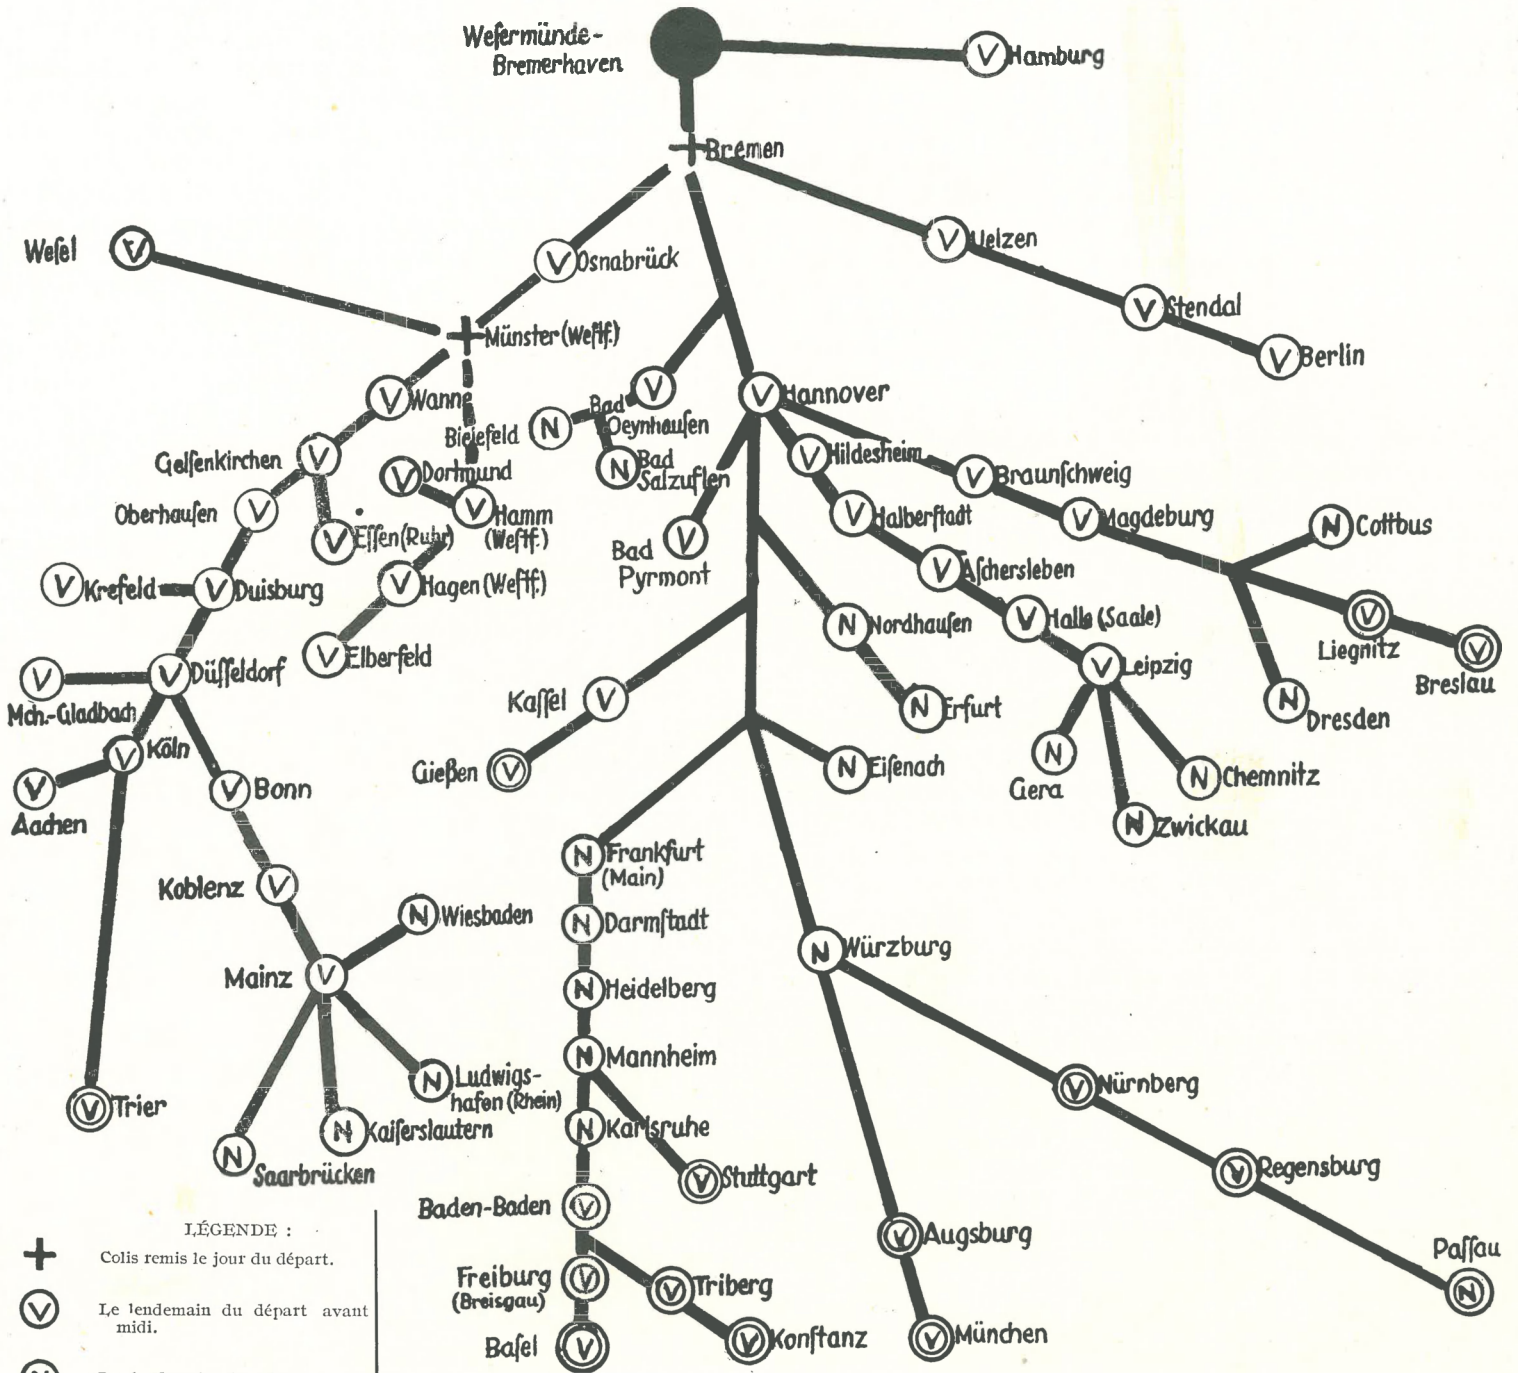 Weſermünde-
Bremerhaven
V Hamburg
Bremen
Weſel V
V Osnabrück
V Uelzen
V Stendal
V Berlin
Münster (Weſtf.)
V Wanne
V
Bad
Oeynhauſen
V Hannover
Bielefeld N
N Bad
Salzuflen
Gelſenkirchen V
V Dortmund
V Hildesheim
V Braunſchweig
Oberhauſen V
V Hamm
(Weſtf.)
V Halberſtadt
V Magdeburg
N Cottbus
V Eſſen (Ruhr)
Bad
Pyrmont
V
V Aſchersleben
V Krefeld
V Duisburg
V Hagen (Weſtf.)
N Nordhauſen
V Halle (Saale)
V
Liegnitz
V
Breslau
V Elberfeld
V
Mch.-Gladbach
V Düſſeldorf
Kaſſel V
N Erfurt
V Leipzig
N
Dresden
V Köln
V
Aachen
V Bonn
Gießen V
N Eiſenach
N
Gera
N Chemnitz
N Zwickau
Koblenz V
N Frankfurt
(Main)
N Wiesbaden
N Darmſtadt
N Würzburg
Mainz V
N Heidelberg
N Mannheim
V Trier
N Ludwigs-
hafen (Rhein)
V Nürnberg
N Kaiſerslautern
N Karlsruhe
N
Saarbrücken
V Stuttgart
V Regensburg
Baden-Baden V
V Augsburg
Paſſau
N
Freiburg
(Breisgau)
V
V Triberg
Baſel V
V Konſtanz
V München
LÉGENDE :
Colis remis le jour du départ.
V Le lendemain du départ avant
midi.